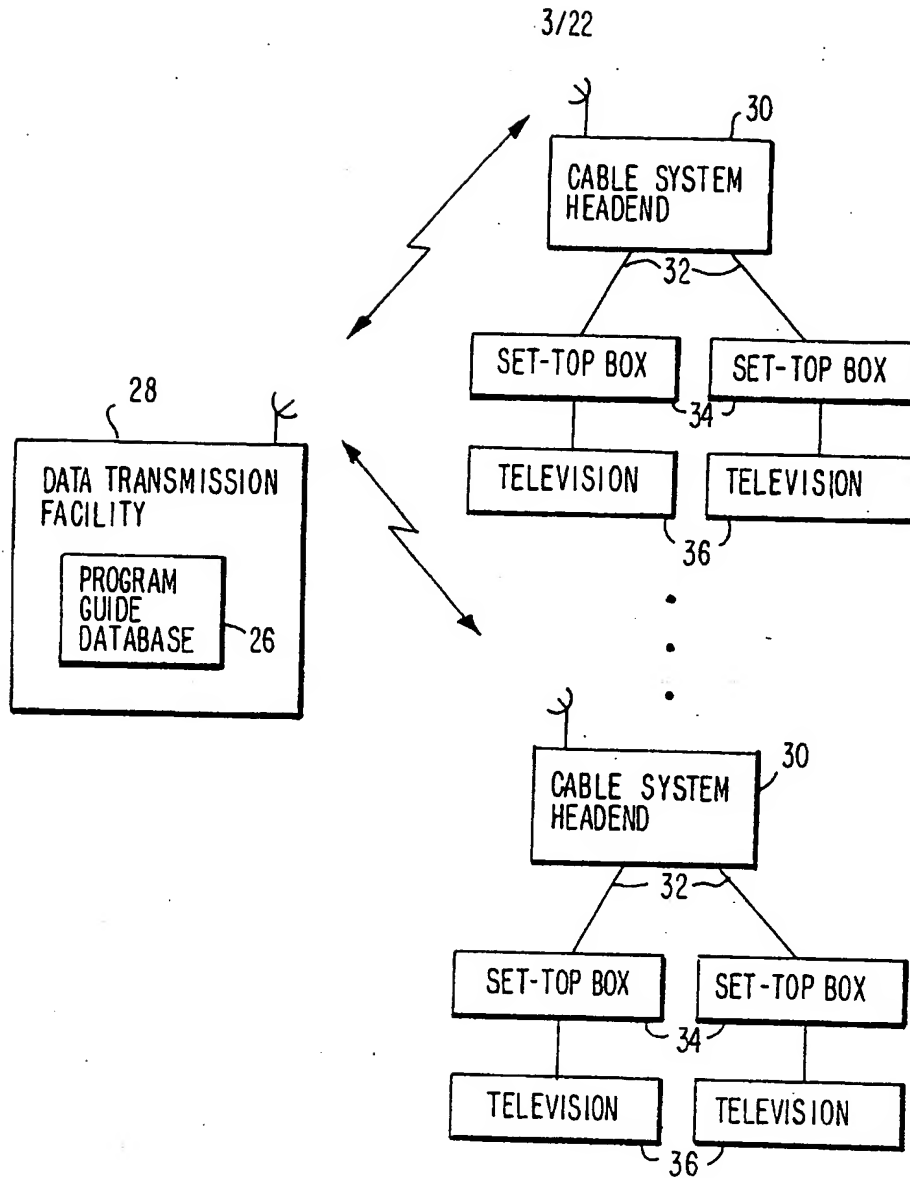 3/22
30
CABLE SYSTEM
HEADEND
32
SET-TOP BOX
SET-TOP BOX
34
TELEVISION
TELEVISION
36
28
DATA TRANSMISSION
FACILITY
PROGRAM
GUIDE
DATABASE
26
30
CABLE SYSTEM
HEADEND
32
SET-TOP BOX
SET-TOP BOX
34
TELEVISION
TELEVISION
36